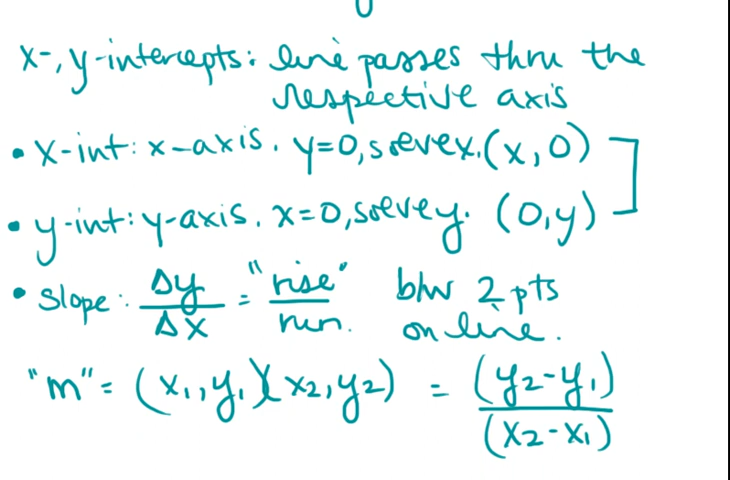 x-, y-intercepts: line passes thru the
respective axis
• x-int: x-axis. y=0, solve x. (x, 0)
• y-int: y-axis. x=0, solve y. (0, y)
• Slope: Δy/Δx = "rise"/run. b/w 2 pts
on line.
"m" = (x₁, y₁)(x₂, y₂) = (y₂-y₁)/(x₂-x₁)